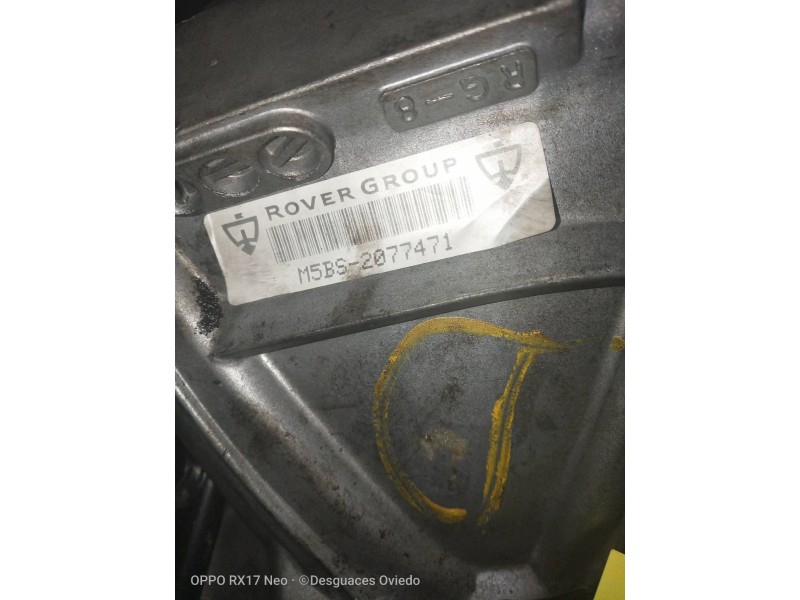 RG-8
ROVER GROUP
M5BS-2077471
OPPO RX17 Neo · ©Desguaces Oviedo